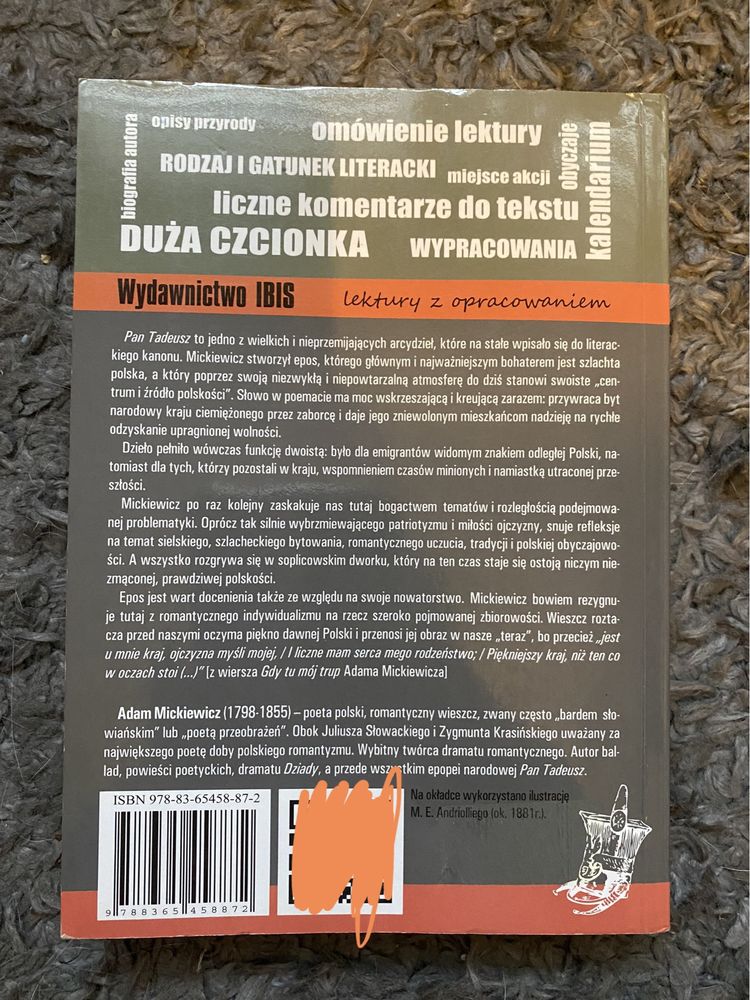 biografia autora
opisy przyrody
omówienie lektury
obyczaje
kalendarium
RODZAJ I GATUNEK LITERACKI
miejsce akcji
liczne komentarze do tekstu
DUŻA CZCIONKA
WYPRACOWANIA
Wydawnictwo IBIS
lektury z opracowaniem
Pan Tadeusz to jedno z wielkich i nieprzemijających arcydzieł, które na stałe wpisało się do literac-
kiego kanonu. Mickiewicz stworzył epos, którego głównym i najważniejszym bohaterem jest szlachta
polska, a który poprzez swoją niezwykłą i niepowtarzalną atmosferę do dziś stanowi swoiste „cen-
trum i źródło polskości”. Słowo w poemacie ma moc wskrzeszającą i kreującą zarazem: przywraca byt
narodowy kraju ciemiężonego przez zaborcę i daje jego zniewolonym mieszkańcom nadzieję na rychłe
odzyskanie upragnionej wolności.
Dzieło pełniło wówczas funkcję dwoistą: było dla emigrantów widomym znakiem odległej Polski, na-
tomiast dla tych, którzy pozostali w kraju, wspomnieniem czasów minionych i namiastką utraconej prze-
szłości.
Mickiewicz po raz kolejny zaskakuje nas tutaj bogactwem tematów i rozległością podejmowa-
nej problematyki. Oprócz tak silnie wybrzmiewającego patriotyzmu i miłości ojczyzny, snuje refleksje
na temat sielskiego, szlacheckiego bytowania, romantycznego uczucia, tradycji i polskiej obyczajowo-
ści. A wszystko rozgrywa się w soplicowskim dworku, który na ten czas staje się ostoją niczym nie-
zmąconej, prawdziwej polskości.
Epos jest wart docenienia także ze względu na swoje nowatorstwo. Mickiewicz bowiem rezygnu-
je tutaj z romantycznego indywidualizmu na rzecz szeroko pojmowanej zbiorowości. Wieszcz rozta-
cza przed naszymi oczyma piękno dawnej Polski i przenosi jej obraz w nasze „teraz”, bo przecież „jest
u mnie kraj, ojczyzna myśli mojej, / I liczne mam serca mego rodzeństwo; / Piękniejszy kraj, niż ten co
w oczach stoi (...)” [z wiersza Gdy tu mój trup Adama Mickiewicza]
Adam Mickiewicz (1798-1855) – poeta polski, romantyczny wieszcz, zwany często „bardem sło-
wiańskim” lub „poetą przeobrażeń”. Obok Juliusza Słowackiego i Zygmunta Krasińskiego uważany za
największego poetę doby polskiego romantyzmu. Wybitny twórca dramatu romantycznego. Autor bal-
lad, powieści poetyckich, dramatu Dziady, a przede wszystkim epopei narodowej Pan Tadeusz.
ISBN 978-83-65458-87-2
9 788365 458872
Na okładce wykorzystano ilustrację
M. E. Andriolliego (ok. 1881r.).